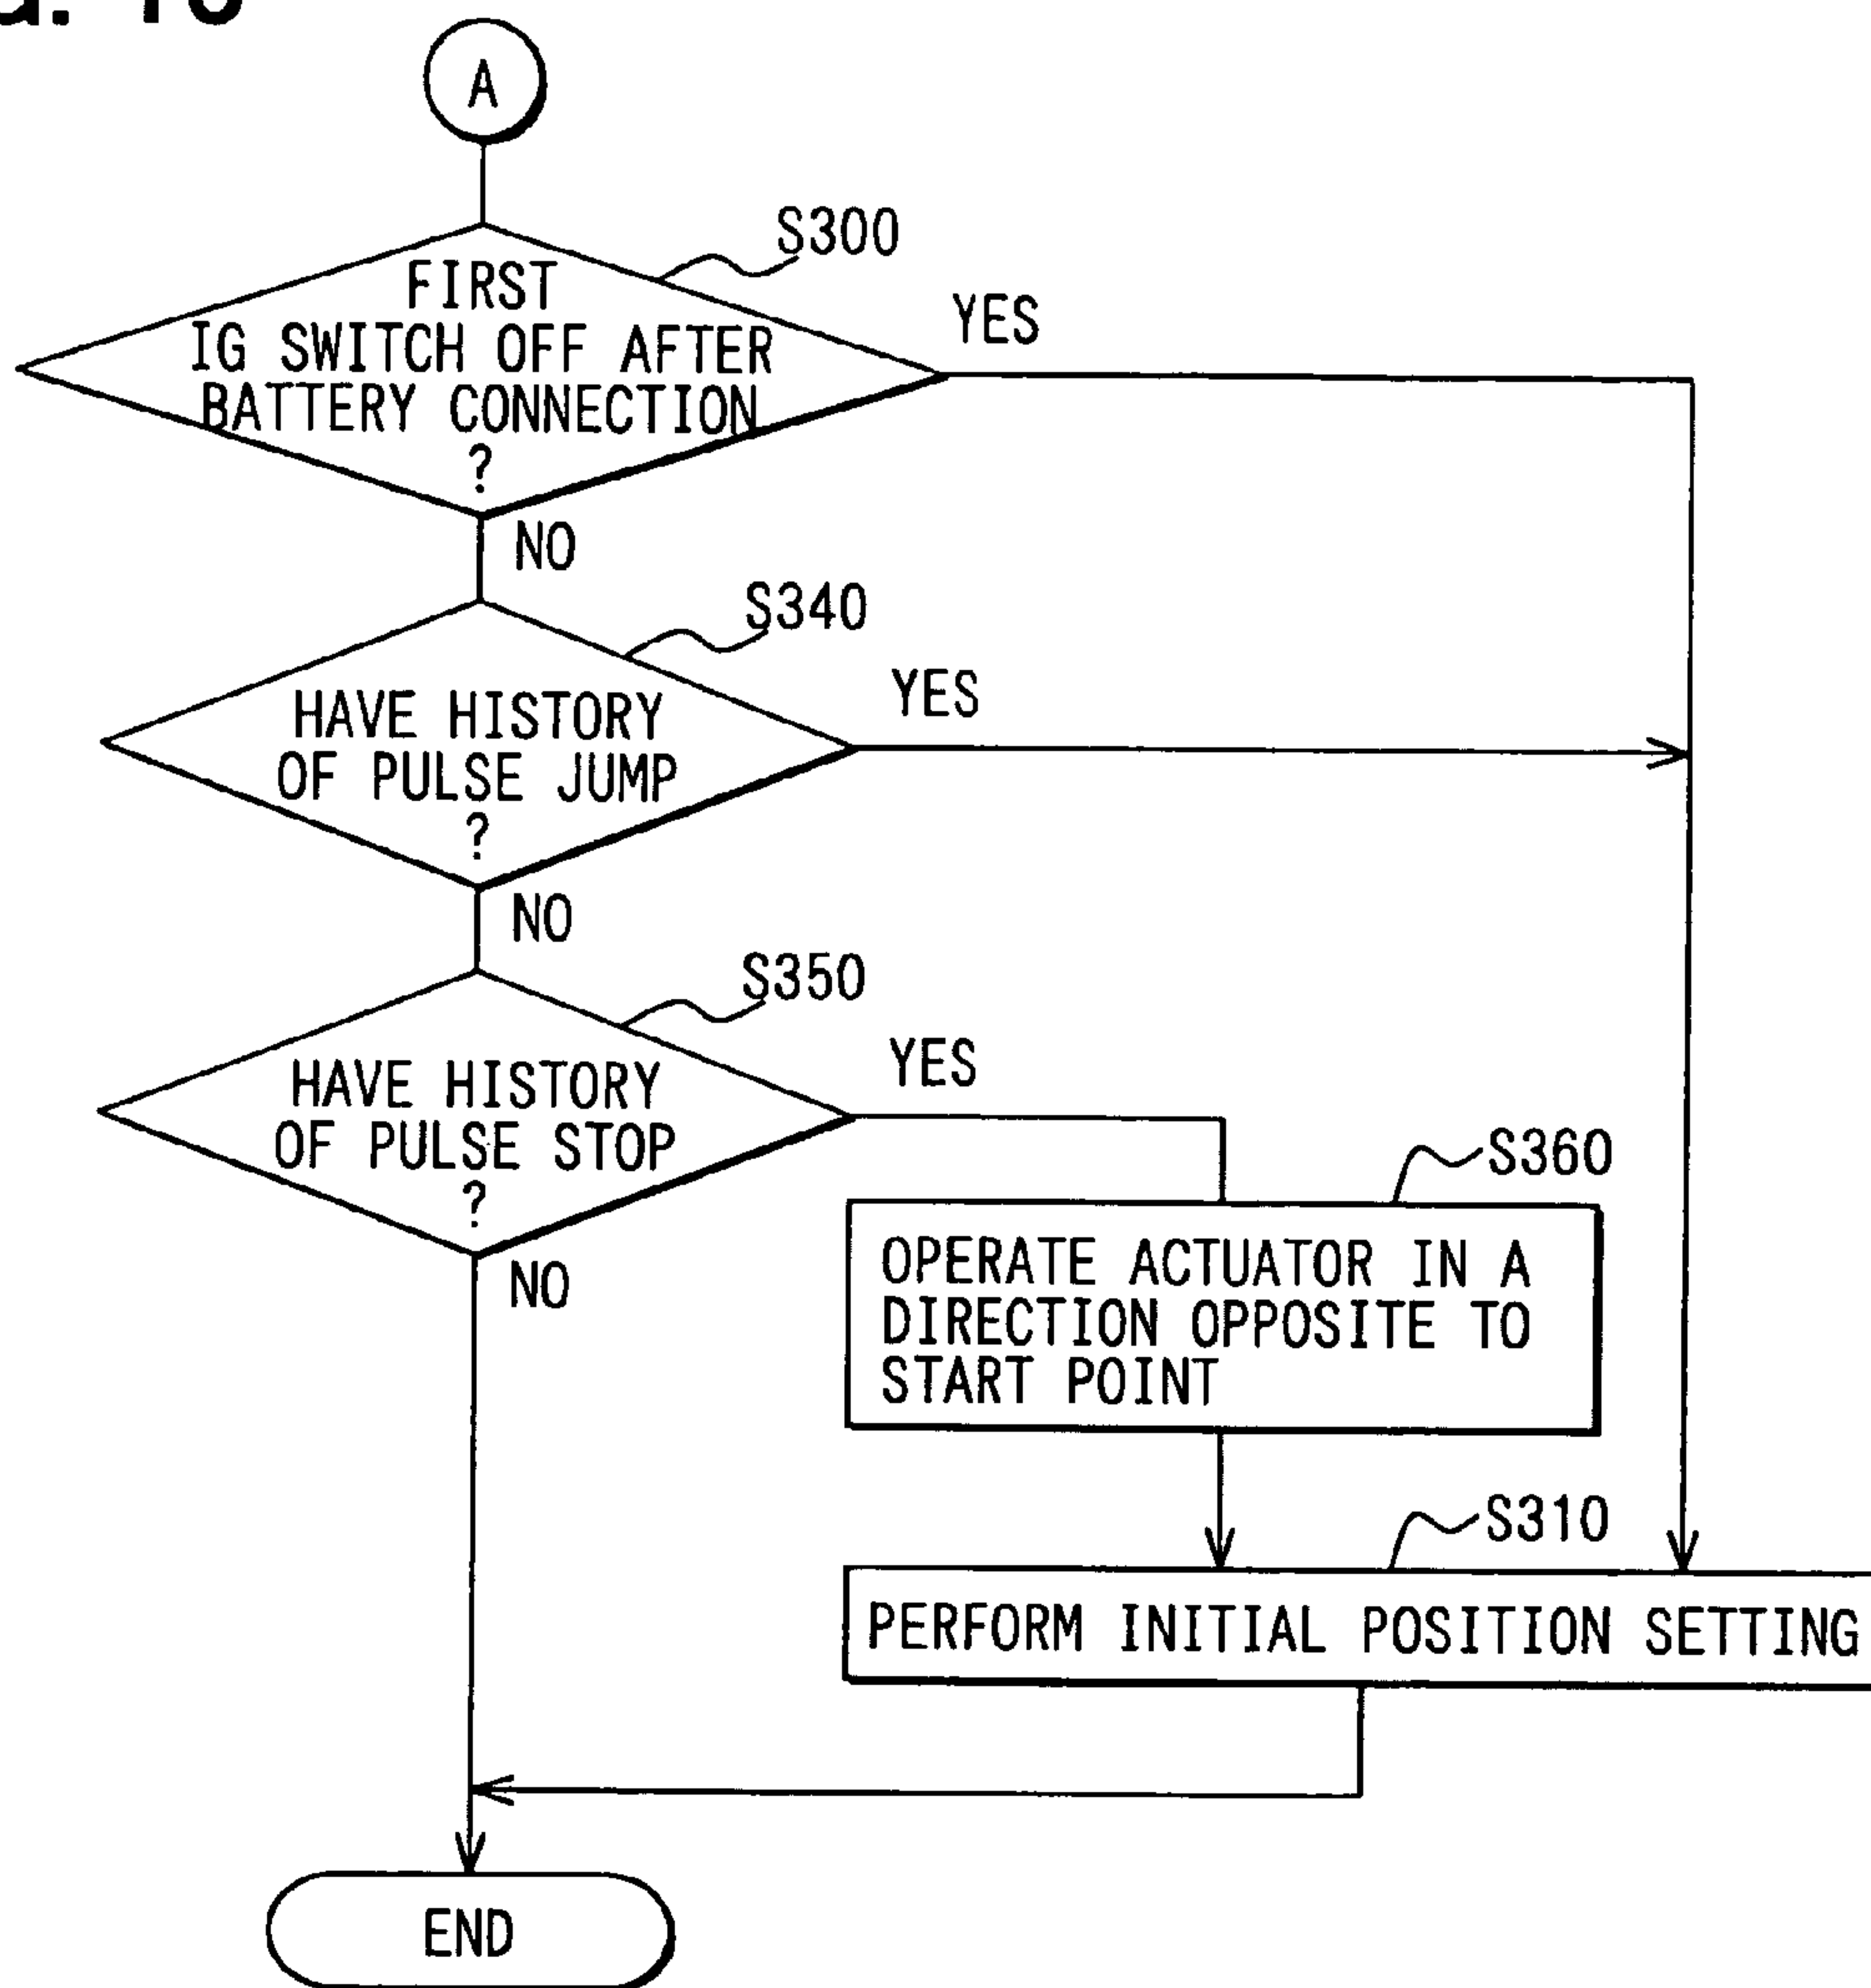 A
S300
FIRST
IG SWITCH OFF AFTER
BATTERY CONNECTION
?
YES
NO
S340
HAVE HISTORY
OF PULSE JUMP
?
YES
NO
S350
HAVE HISTORY
OF PULSE STOP
?
YES
NO
S360
OPERATE ACTUATOR IN A
DIRECTION OPPOSITE TO
START POINT
S310
PERFORM INITIAL POSITION SETTING
END